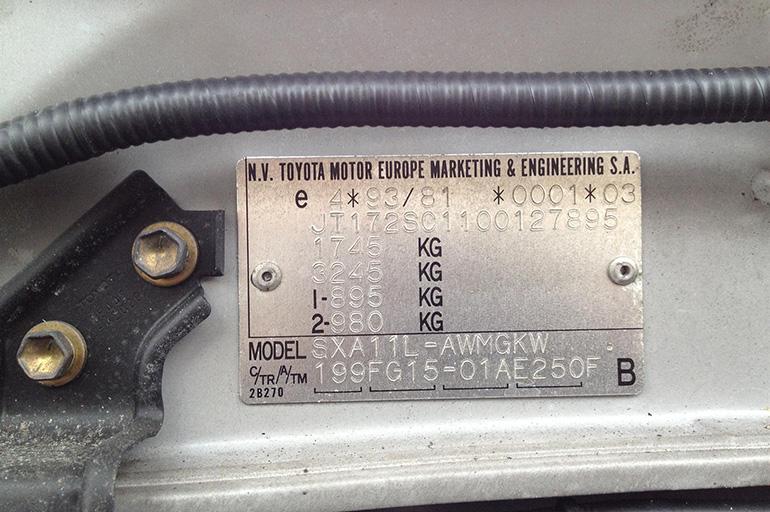 N.V. TOYOTA MOTOR EUROPE MARKETING & ENGINEERING S.A.
e 4*93/81 *0001*03
JT172SC1100127895
1745 KG
3245 KG
1-895 KG
2-980 KG
MODEL SXA11L-AWMGKW
C/TR/A/TM 199FG15-01AE250F B
2B270